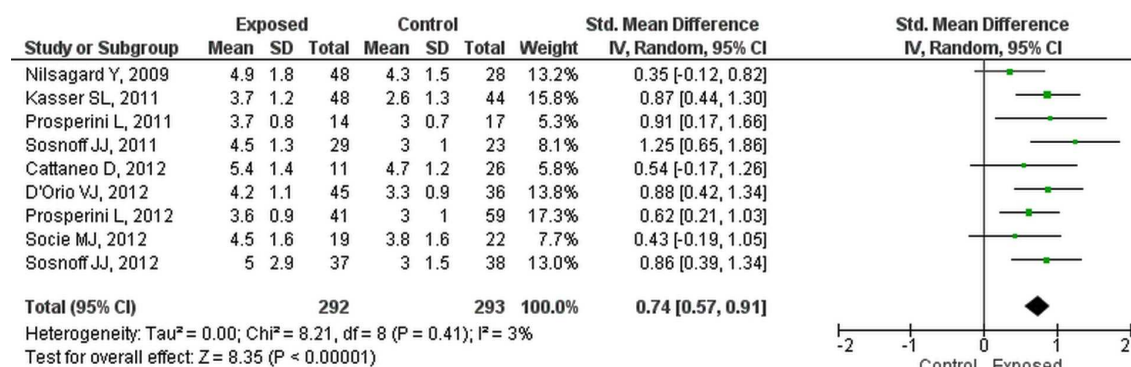 Exposed Control Std. Mean Difference Std. Mean Difference
Study or Subgroup Mean SD Total Mean SD Total Weight IV, Random, 95% CI IV, Random, 95% CI
Nilsagard Y, 2009 4.9 1.8 48 4.3 1.5 28 13.2% 0.35 [-0.12, 0.82]
Kasser SL, 2011 3.7 1.2 48 2.6 1.3 44 15.8% 0.87 [0.44, 1.30]
Prosperini L, 2011 3.7 0.8 14 3 0.7 17 5.3% 0.91 [0.17, 1.66]
Sosnoff JJ, 2011 4.5 1.3 29 3 1 23 8.1% 1.25 [0.65, 1.86]
Cattaneo D, 2012 5.4 1.4 11 4.7 1.2 26 5.8% 0.54 [-0.17, 1.26]
D'Orio VJ, 2012 4.2 1.1 45 3.3 0.9 36 13.8% 0.88 [0.42, 1.34]
Prosperini L, 2012 3.6 0.9 41 3 1 59 17.3% 0.62 [0.21, 1.03]
Socie MJ, 2012 4.5 1.6 19 3.8 1.6 22 7.7% 0.43 [-0.19, 1.05]
Sosnoff JJ, 2012 5 2.9 37 3 1.5 38 13.0% 0.86 [0.39, 1.34]
Total (95% CI) 292 293 100.0% 0.74 [0.57, 0.91]
Heterogeneity: Tau² = 0.00; Chi² = 8.21, df = 8 (P = 0.41); I² = 3%
Test for overall effect: Z = 8.35 (P < 0.00001)
-2 -1 0 1 2
Control Exposed